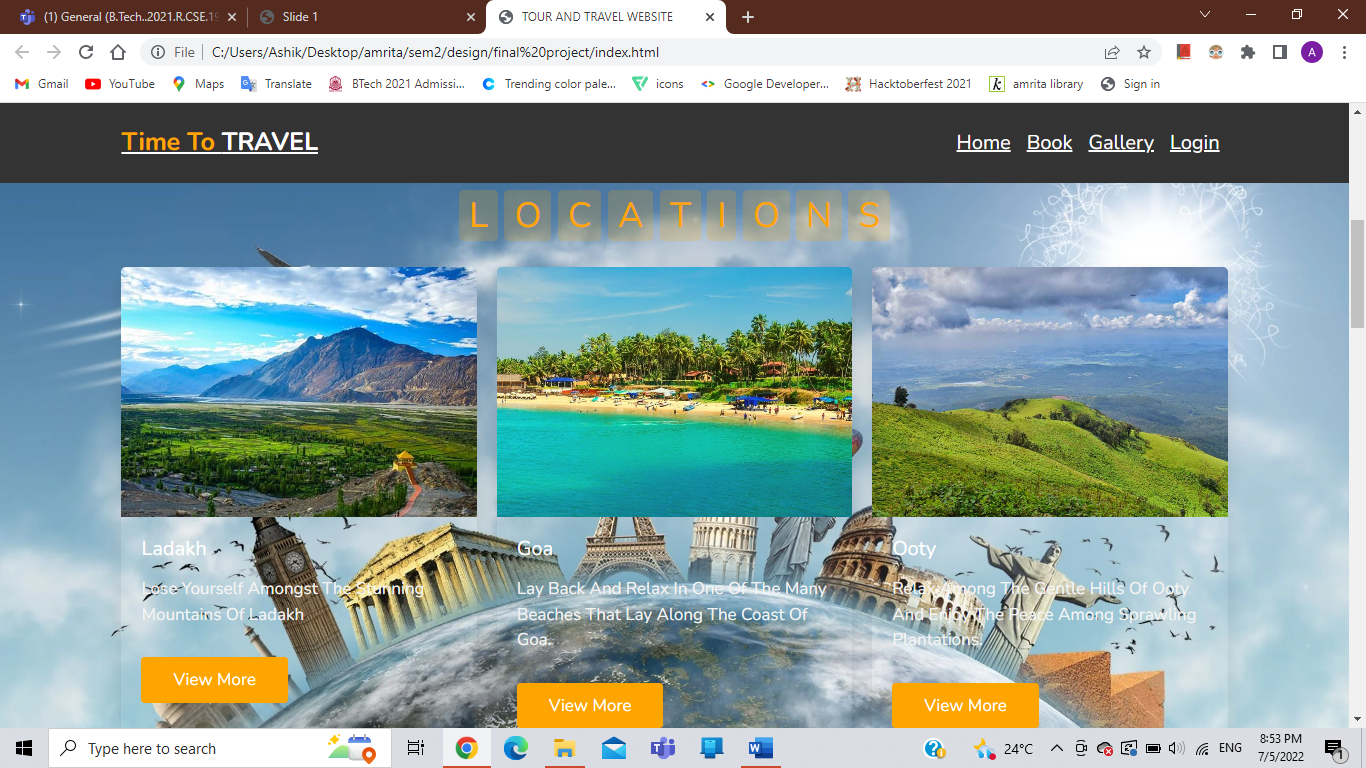 (1) General (B.Tech..2021.R.CSE.19
Slide 1
TOUR AND TRAVEL WEBSITE
File
C:/Users/Ashik/Desktop/amrita/sem2/design/final%20project/index.html
A
Gmail
YouTube
Maps
Translate
BTech 2021 Admissi...
Trending color pale...
icons
Google Developer...
Hacktoberfest 2021
amrita library
Sign in
Time To TRAVEL
Home Book Gallery Login
LOCATIONS
Ladakh
Lose Yourself Amongst The Stunning
Mountains Of Ladakh
View More
Goa
Lay Back And Relax In One Of The Many
Beaches That Lay Along The Coast Of
Goa.
View More
Ooty
Relax Among The Gentle Hills Of Ooty
And Enjoy The Peace Among Sprawling
Plantations.
View More
Type here to search
24°C
ENG
8:53 PM
7/5/2022
1